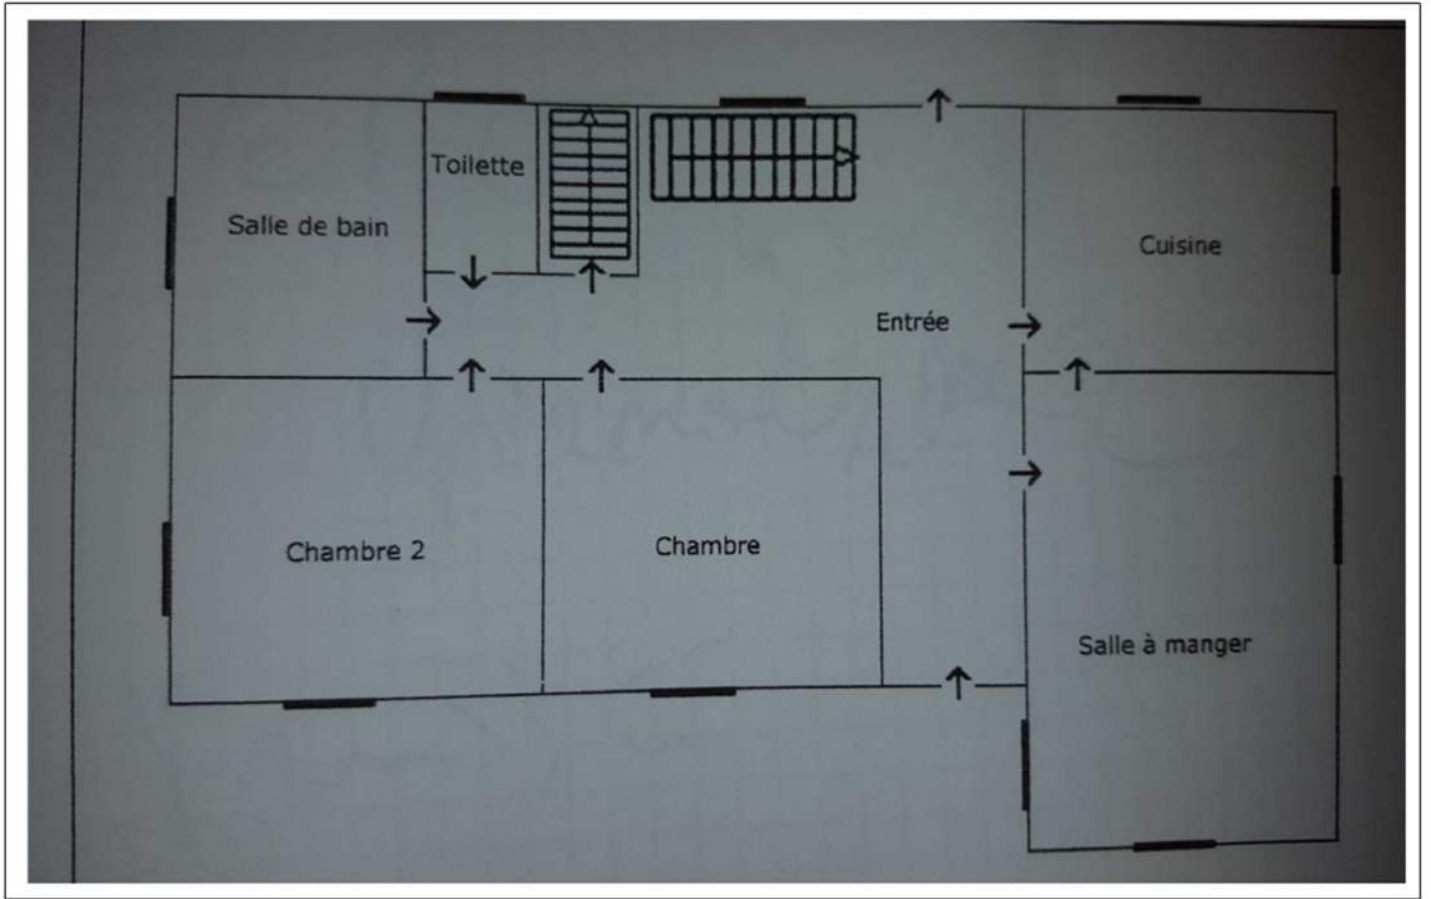 Toilette
Salle de bain
Cuisine
Entrée
Chambre 2
Chambre
Salle à manger